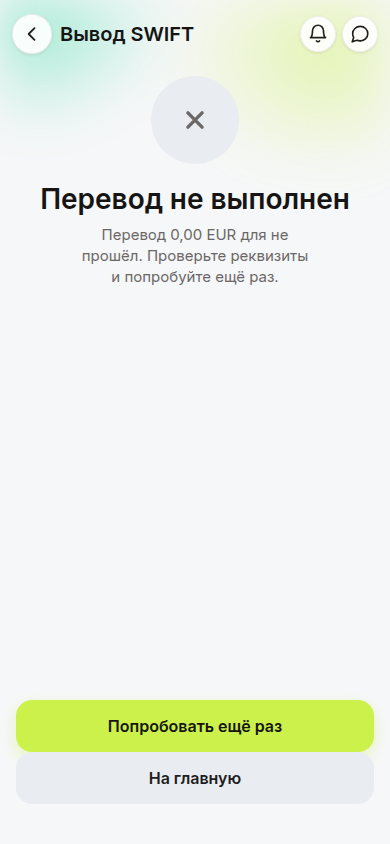 Вывод SWIFT
Перевод не выполнен
Перевод 0,00 EUR для не
прошёл. Проверьте реквизиты
и попробуйте ещё раз.
Попробовать ещё раз
На главную